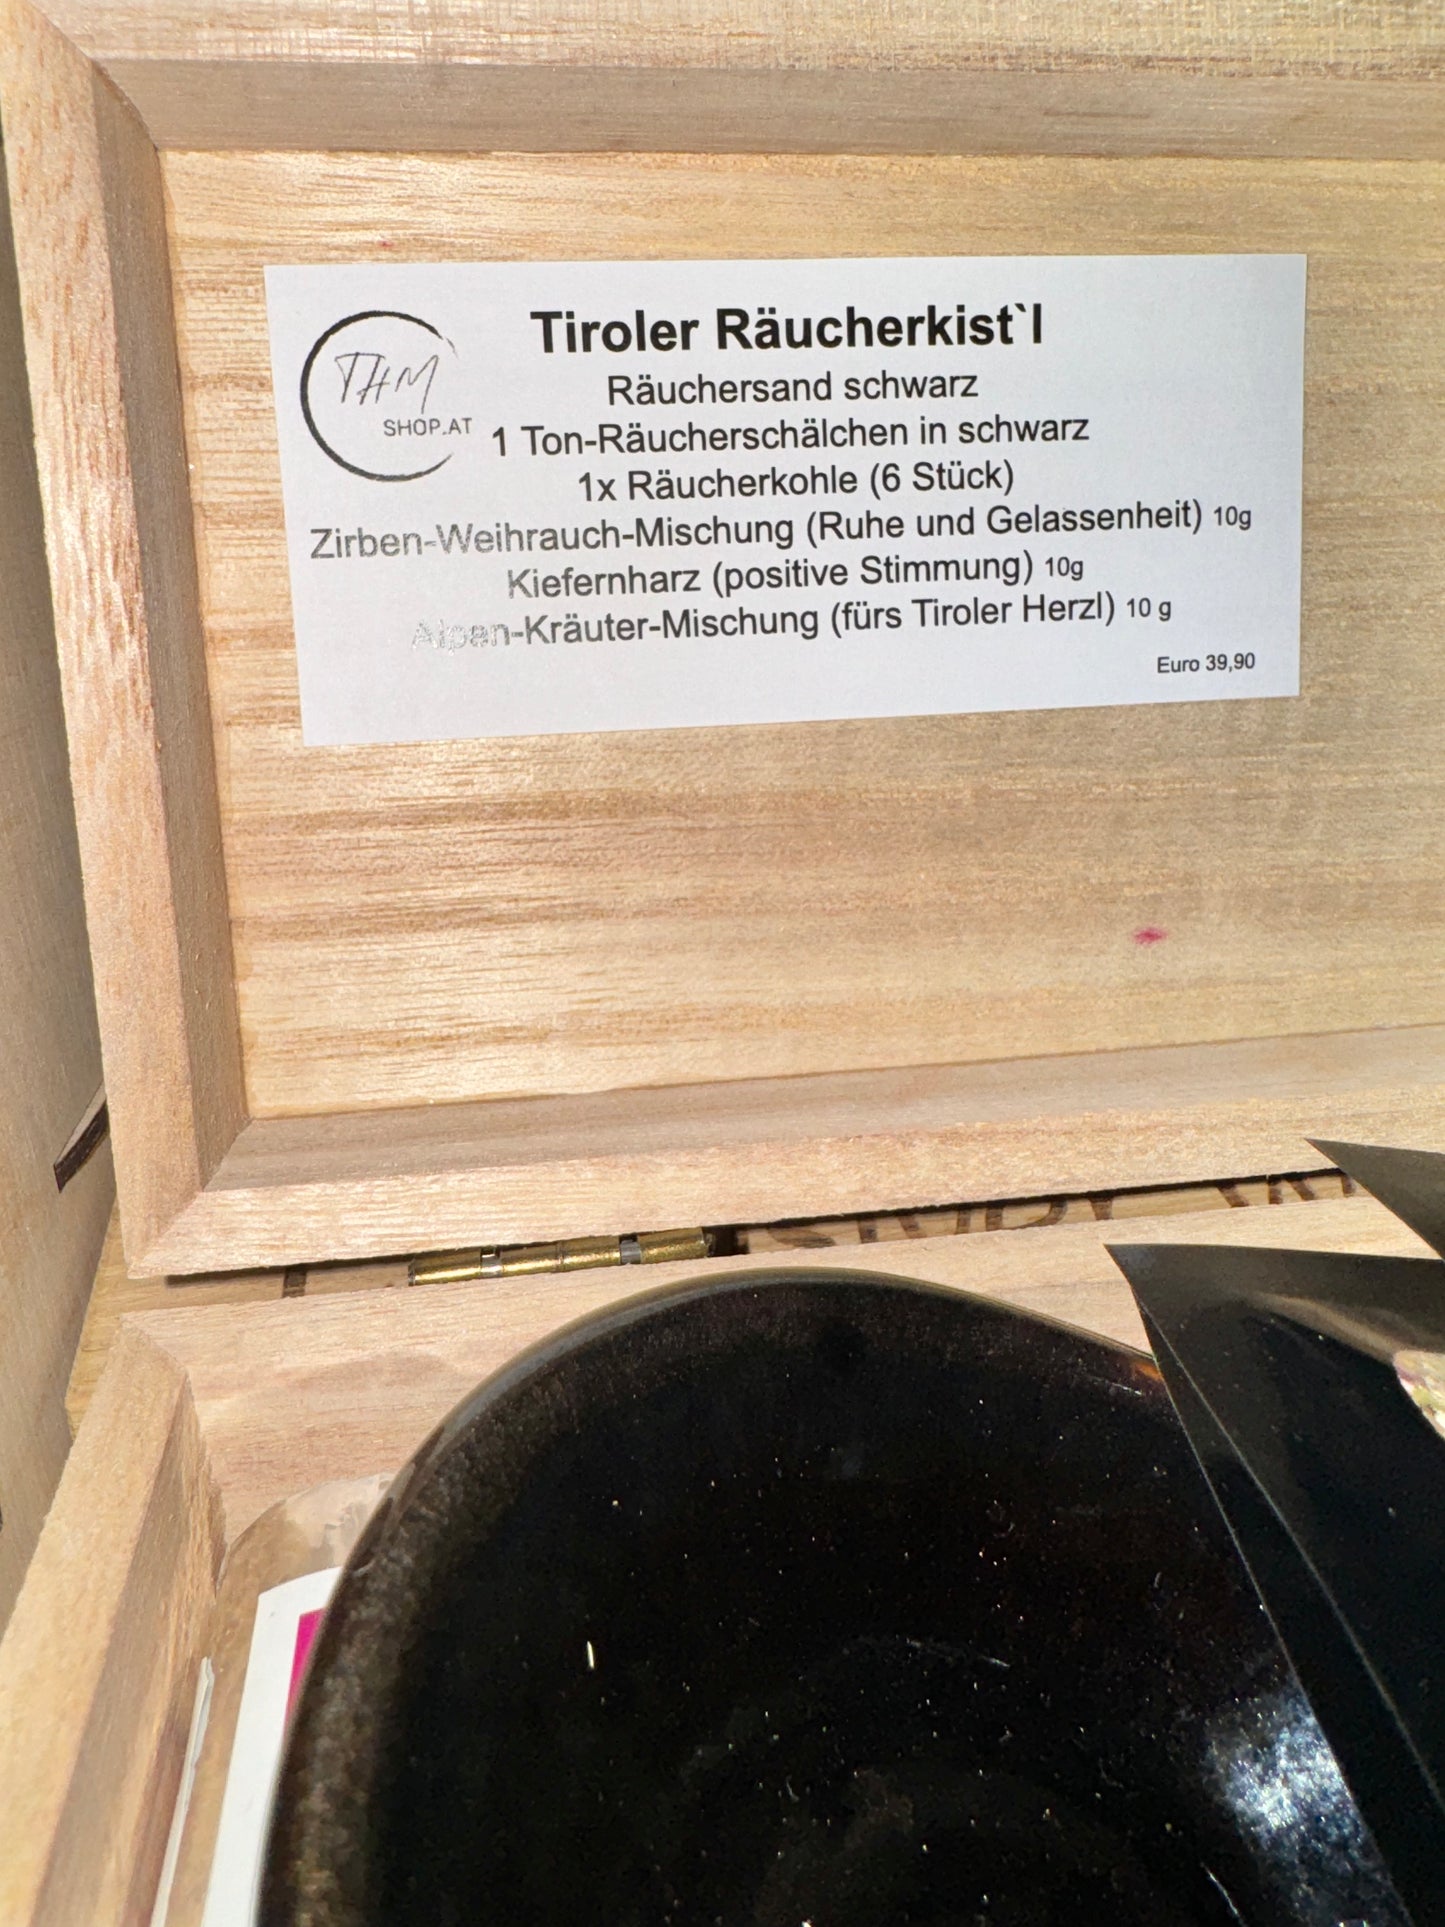 THM
SHOP.AT
Tiroler Räucherkist`l
Räuchersand schwarz
1 Ton-Räucherschälchen in schwarz
1x Räucherkohle (6 Stück)
Zirben-Weihrauch-Mischung (Ruhe und Gelassenheit) 10g
Kiefernharz (positive Stimmung) 10g
Alpen-Kräuter-Mischung (fürs Tiroler Herzl) 10 g
Euro 39,90